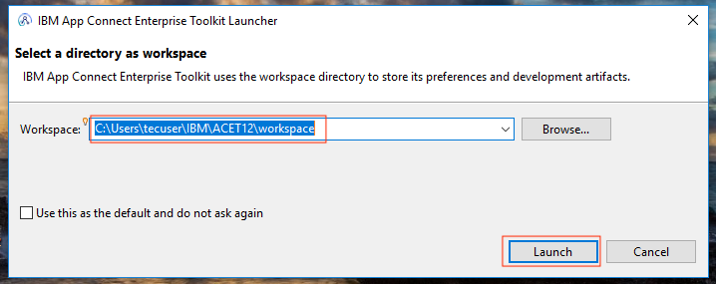 IBM App Connect Enterprise Toolkit Launcher
Select a directory as workspace
IBM App Connect Enterprise Toolkit uses the workspace directory to store its preferences and development artifacts.
Workspace: C:\Users\tecuser\IBM\ACET12\workspace Browse...
Use this as the default and do not ask again
Launch Cancel